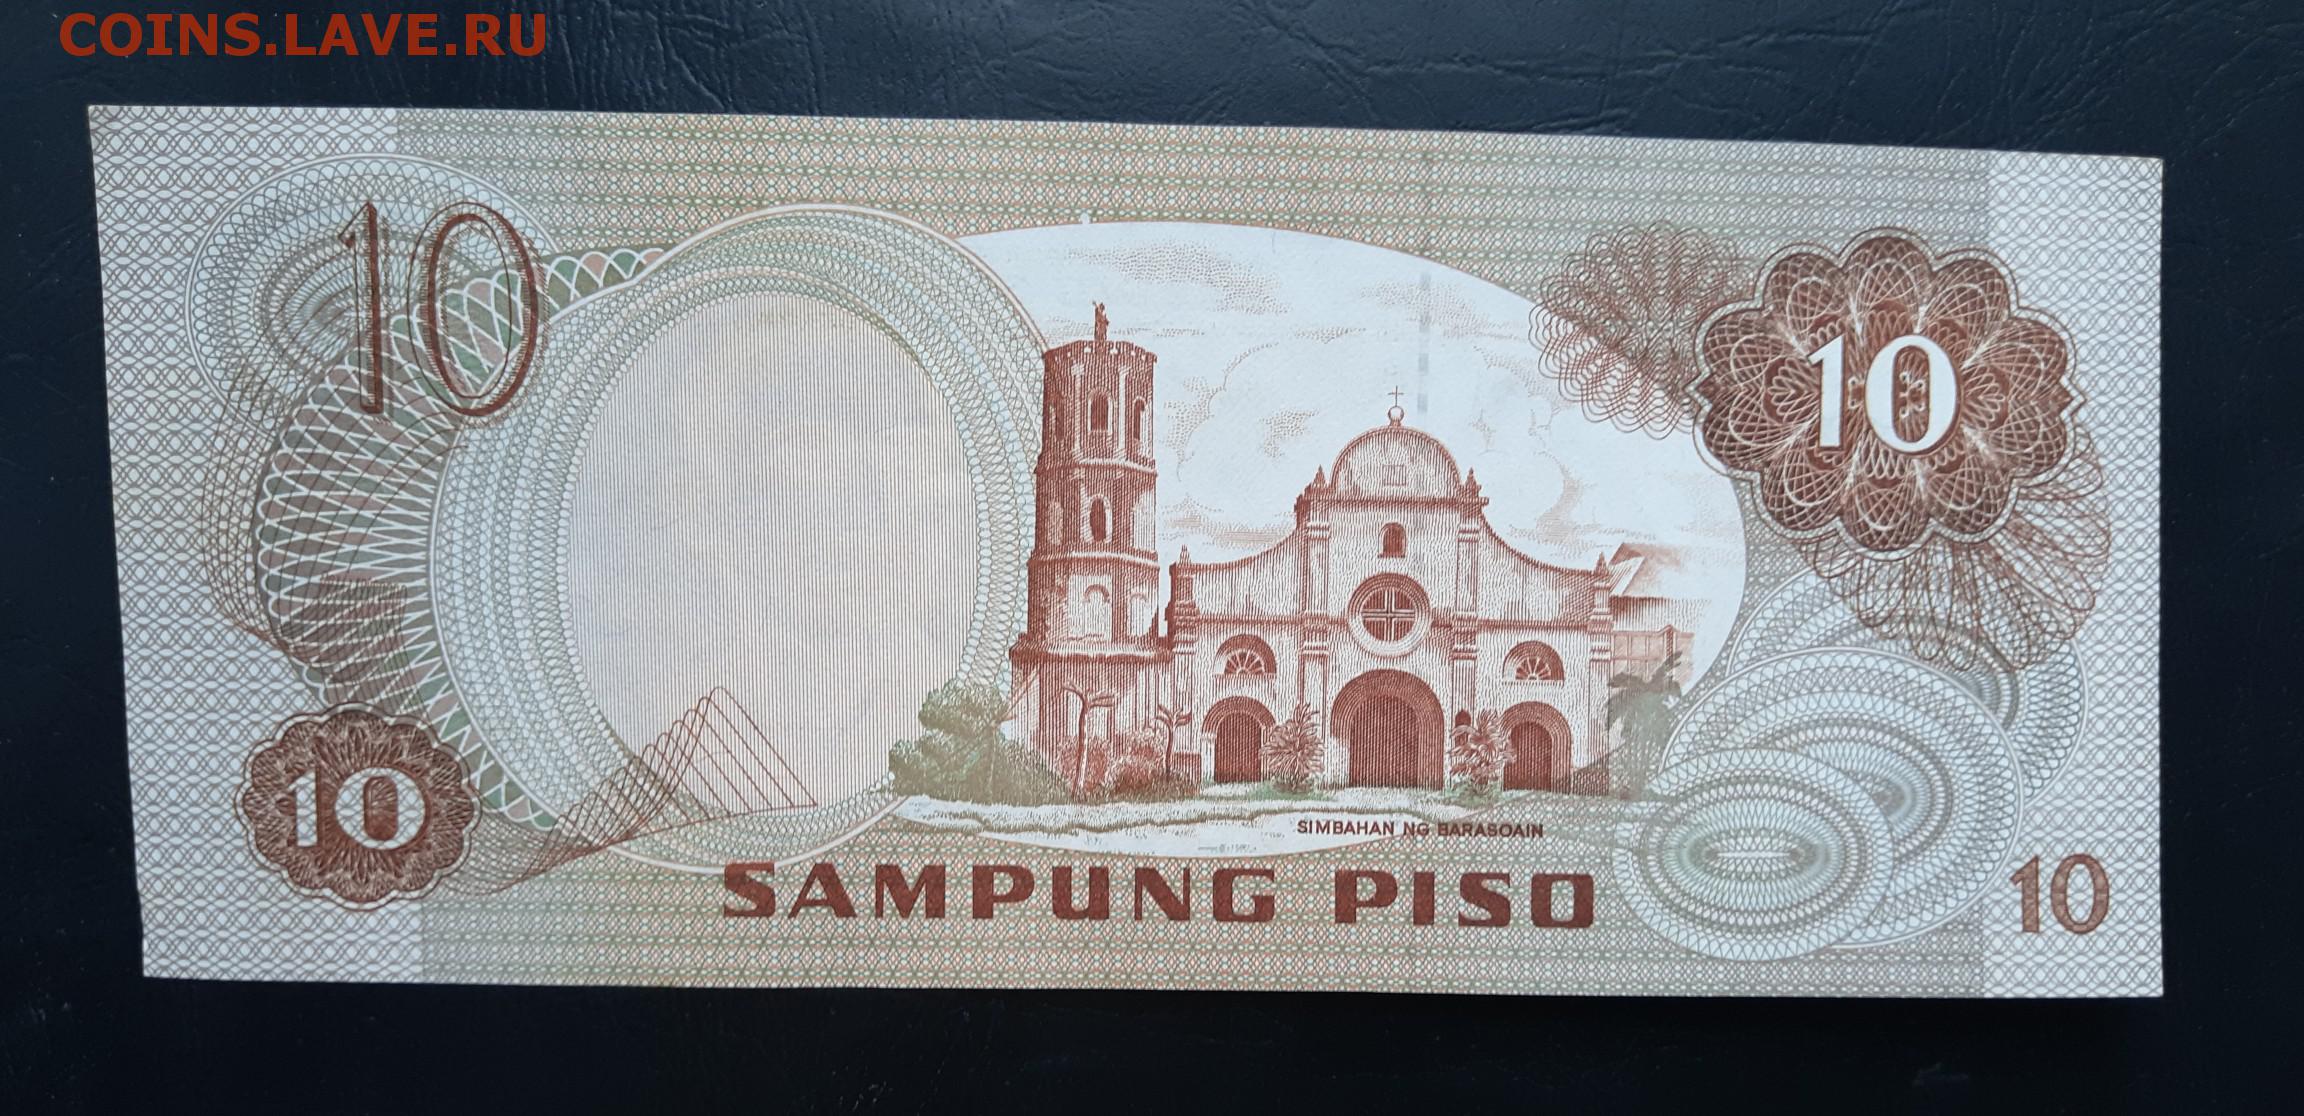 COINS.LAVE.RU
10
10
10
SIMBAHAN NG BARASOAIN
SAMPUNG PISO
10